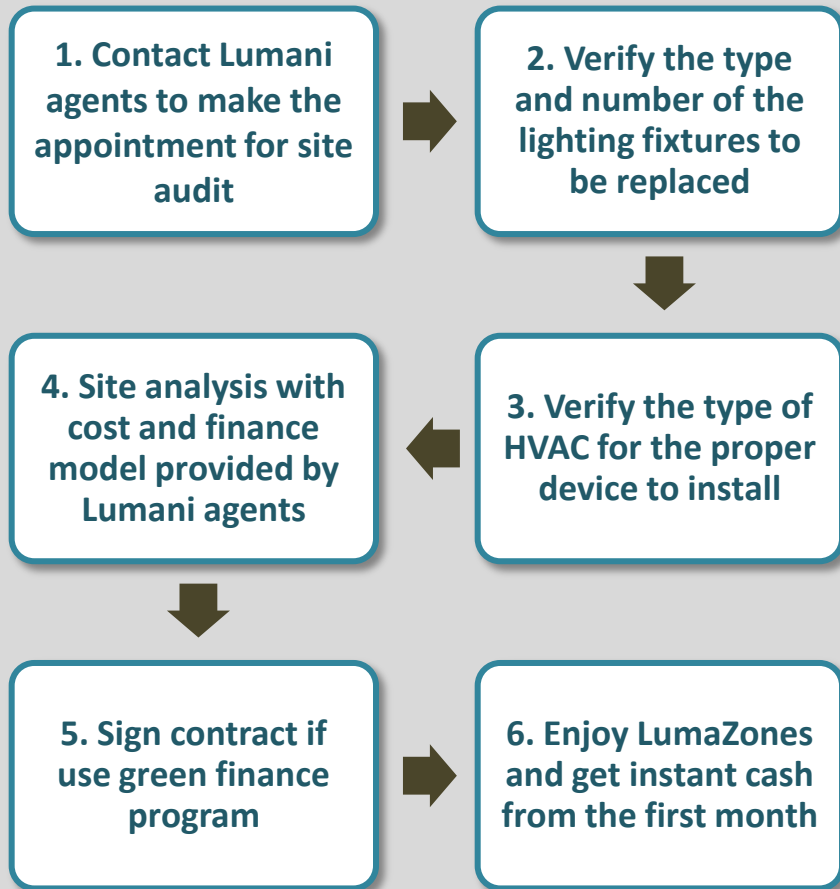 1. Contact Lumani
agents to make the
appointment for site
audit
2. Verify the type
and number of the
lighting fixtures to
be replaced
3. Verify the type of
HVAC for the proper
device to install
4. Site analysis with
cost and finance
model provided by
Lumani agents
5. Sign contract if
use green finance
program
6. Enjoy LumaZones
and get instant cash
from the first month